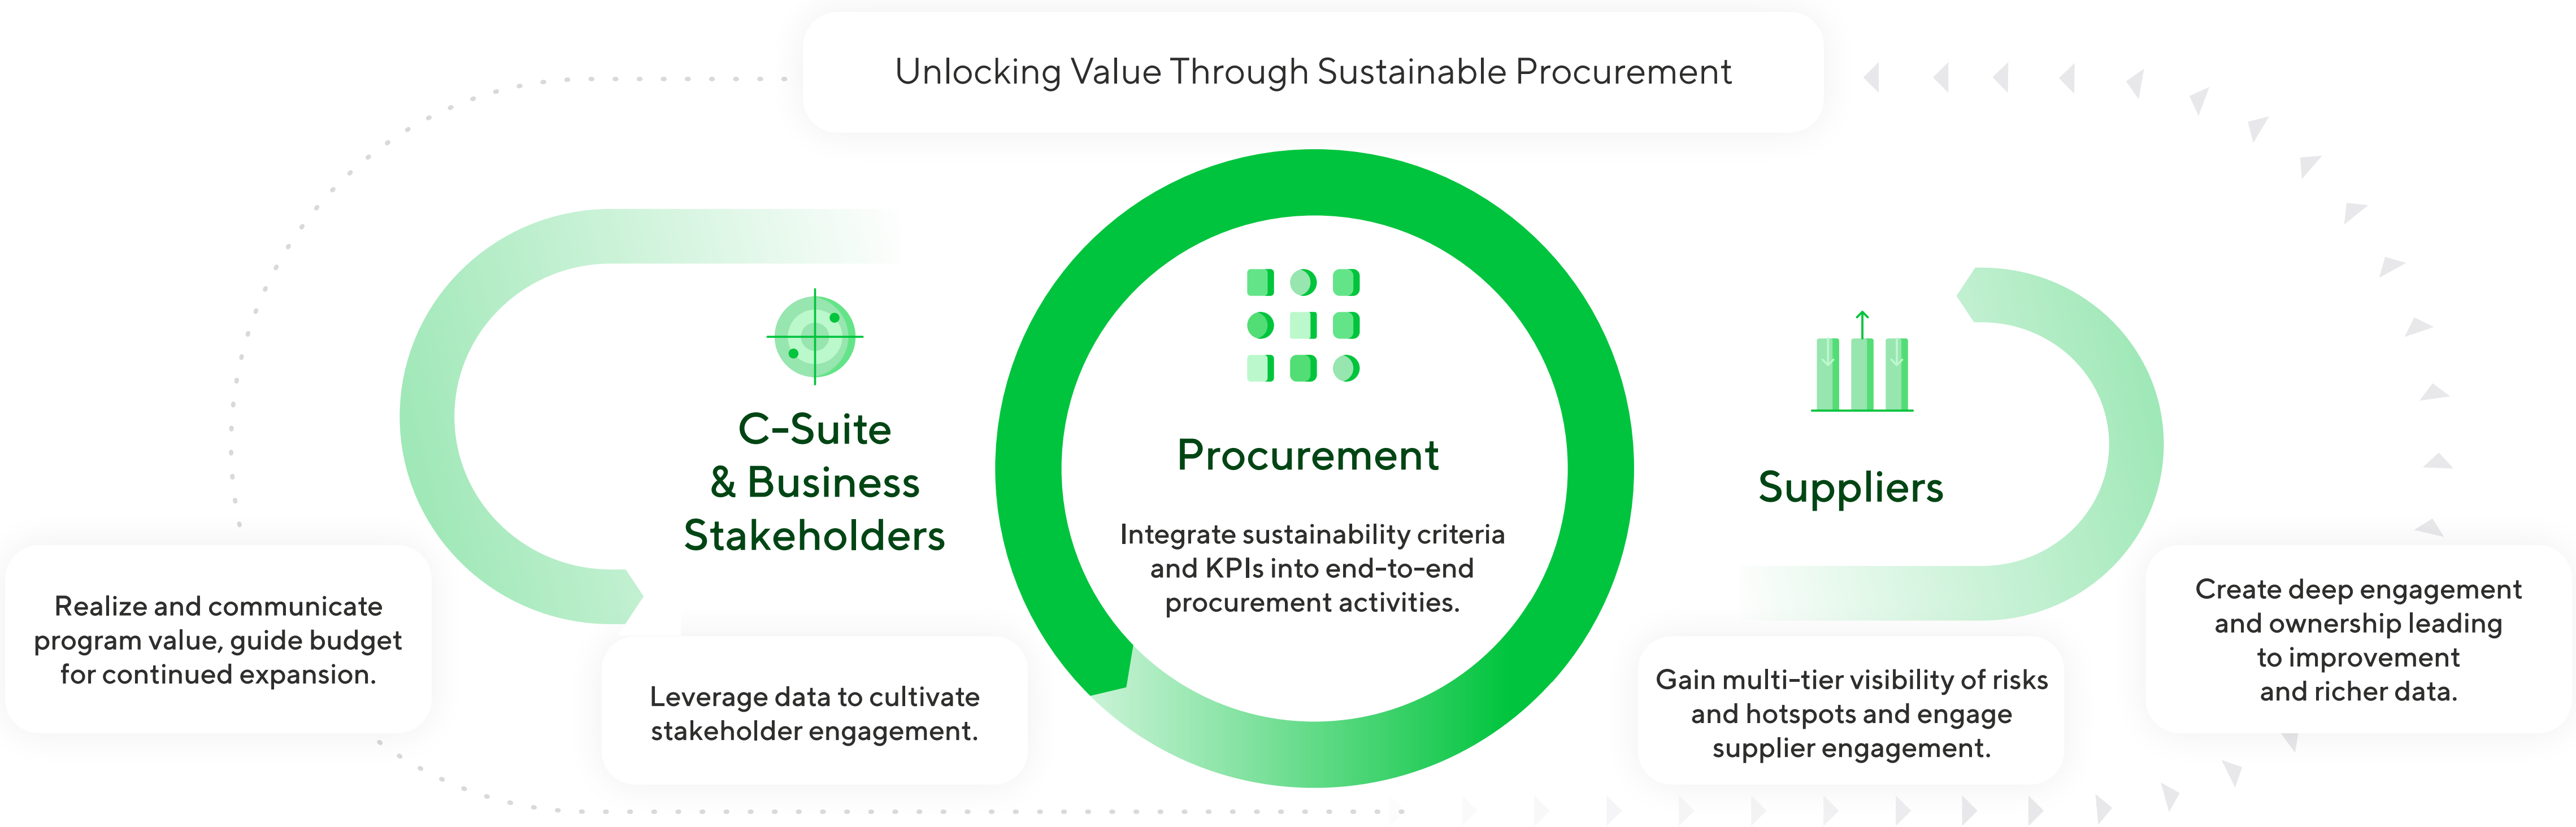 Unlocking Value Through Sustainable Procurement
C-Suite
& Business
Stakeholders
Realize and communicate
program value, guide budget
for continued expansion.
Leverage data to cultivate
stakeholder engagement.
Procurement
Integrate sustainability criteria
and KPIs into end-to-end
procurement activities.
Suppliers
Gain multi-tier visibility of risks
and hotspots and engage
supplier engagement.
Create deep engagement
and ownership leading
to improvement
and richer data.